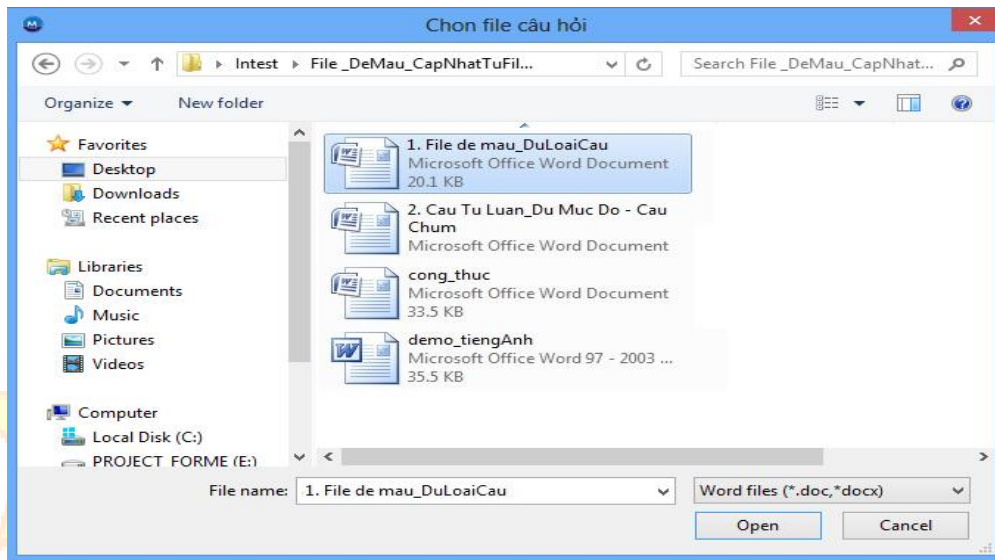 Chon file câu hỏi
Intest
File _DeMau_CapNhatTuFil...
Search File _DeMau_CapNhat...
Organize
New folder
Favorites
Desktop
Downloads
Recent places
Libraries
Documents
Music
Pictures
Videos
Computer
Local Disk (C:)
PROJECT_FORME (E:)
1. File de mau_DuLoaiCau
Microsoft Office Word Document
20.1 KB
2. Cau Tu Luan_Du Muc Do - Cau
Chum
Microsoft Office Word Document
cong_thuc
Microsoft Office Word Document
33.5 KB
demo_tiengAnh
Microsoft Office Word 97 - 2003 ...
35.5 KB
File name:
1. File de mau_DuLoaiCau
Word files (*.doc,*docx)
Open
Cancel